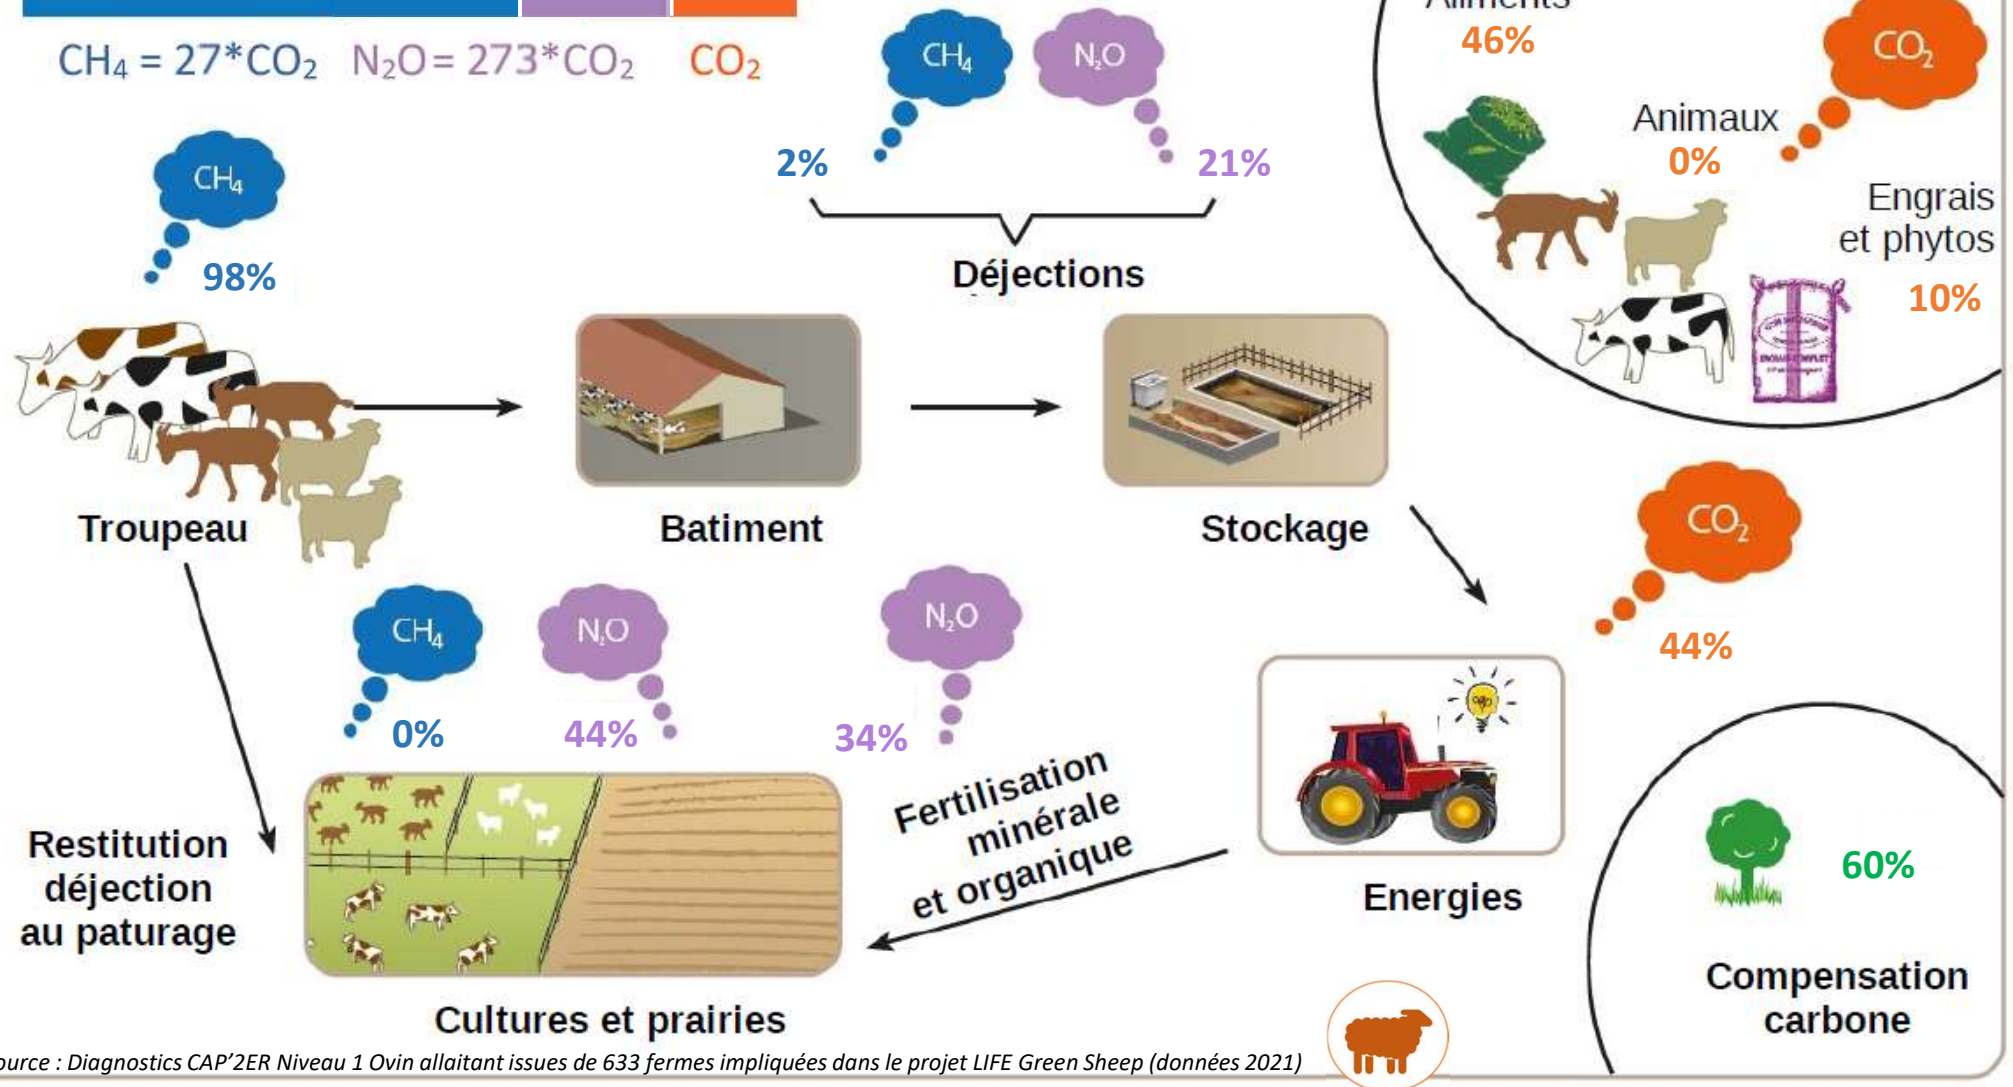 Aliments
46%
CH₄ = 27*CO₂ N₂O = 273*CO₂ CO₂
CH₄
N₂O
CO₂
Animaux
0%
2%
21%
CH₄
98%
Engrais
et phytos
10%
Déjections
Troupeau
Batiment
Stockage
CO₂
44%
CH₄
0%
N₂O
44%
N₂O
34%
Fertilisation
minérale
et organique
Restitution
déjection
au paturage
Energies
60%
Compensation
carbone
Cultures et prairies
ource : Diagnostics CAP'2ER Niveau 1 Ovin allaitant issues de 633 fermes impliquées dans le projet LIFE Green Sheep (données 2021)